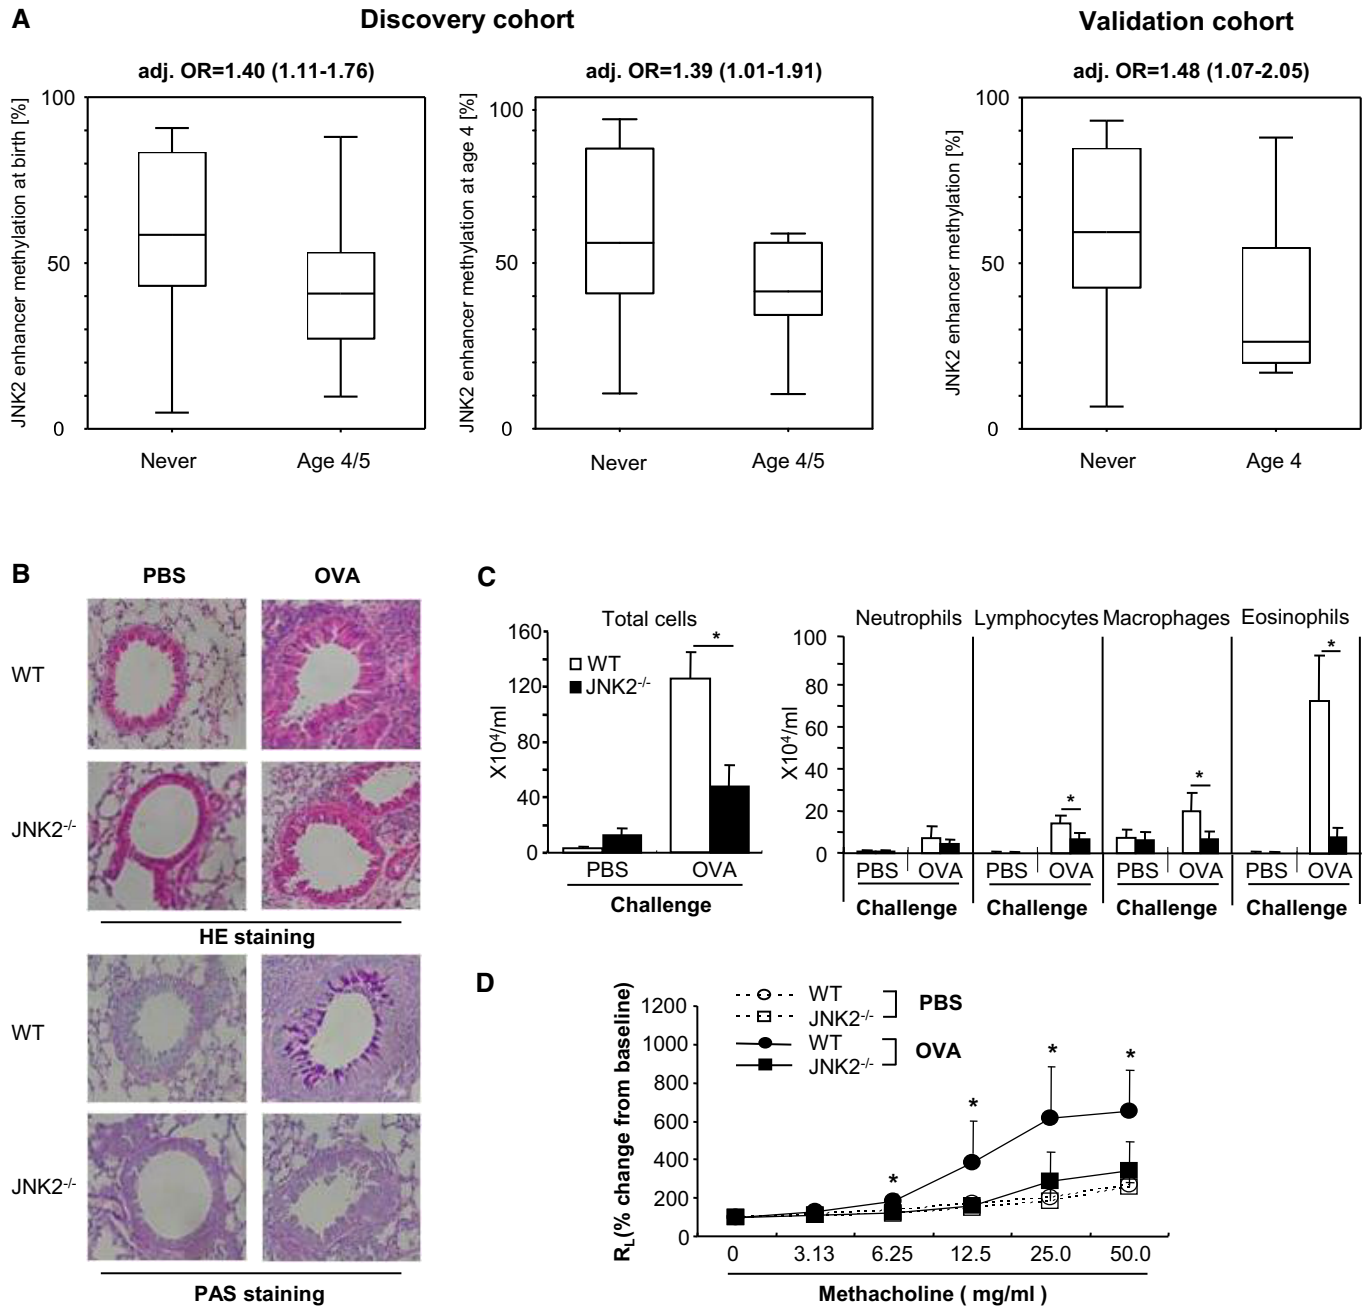 A
Discovery cohort
Validation cohort
adj. OR=1.40 (1.11-1.76)
adj. OR=1.39 (1.01-1.91)
adj. OR=1.48 (1.07-2.05)
JNK2 enhancer methylation at birth [%]
100
50
0
Never
Age 4/5
JNK2 enhancer methylation at age 4 [%]
100
50
0
Never
Age 4/5
JNK2 enhancer methylation [%]
100
50
0
Never
Age 4
B
PBS
OVA
WT
JNK2-/-
HE staining
WT
JNK2-/-
PAS staining
C
Total cells
X10⁴/ml
160
120
80
40
0
WT
JNK2-/-
*
PBS
OVA
Challenge
Neutrophils
Lymphocytes
Macrophages
Eosinophils
X10⁴/ml
100
80
60
40
20
0
*
*
*
PBS
OVA
PBS
OVA
PBS
OVA
PBS
OVA
Challenge
Challenge
Challenge
Challenge
D
RL(% change from baseline)
1200
1000
800
600
400
200
0
WT
JNK2-/-
PBS
WT
JNK2-/-
OVA
*
*
*
*
0
3.13
6.25
12.5
25.0
50.0
Methacholine ( mg/ml )